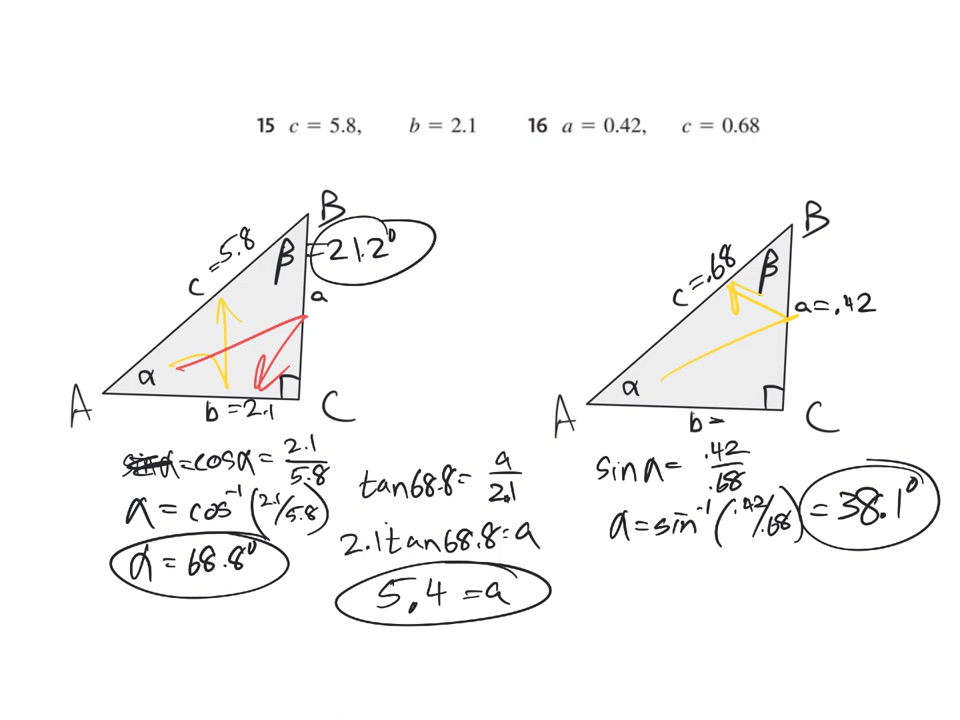 15 c = 5.8, b = 2.1 16 a = 0.42, c = 0.68
B
c = 5.8
β = 21.2°
a
α
A
b = 2.1
C
sinα = cosα = 2.1/5.8
α = cos⁻¹(2.1/5.8)
α = 68.8°
tan68.8 = a/2.1
2.1tan68.8 = a
5.4 = a
B
c = .68
β
a = .42
α
A
b =
C
sinα = .42/.68
α = sin⁻¹(.42/.68) = 38.1°